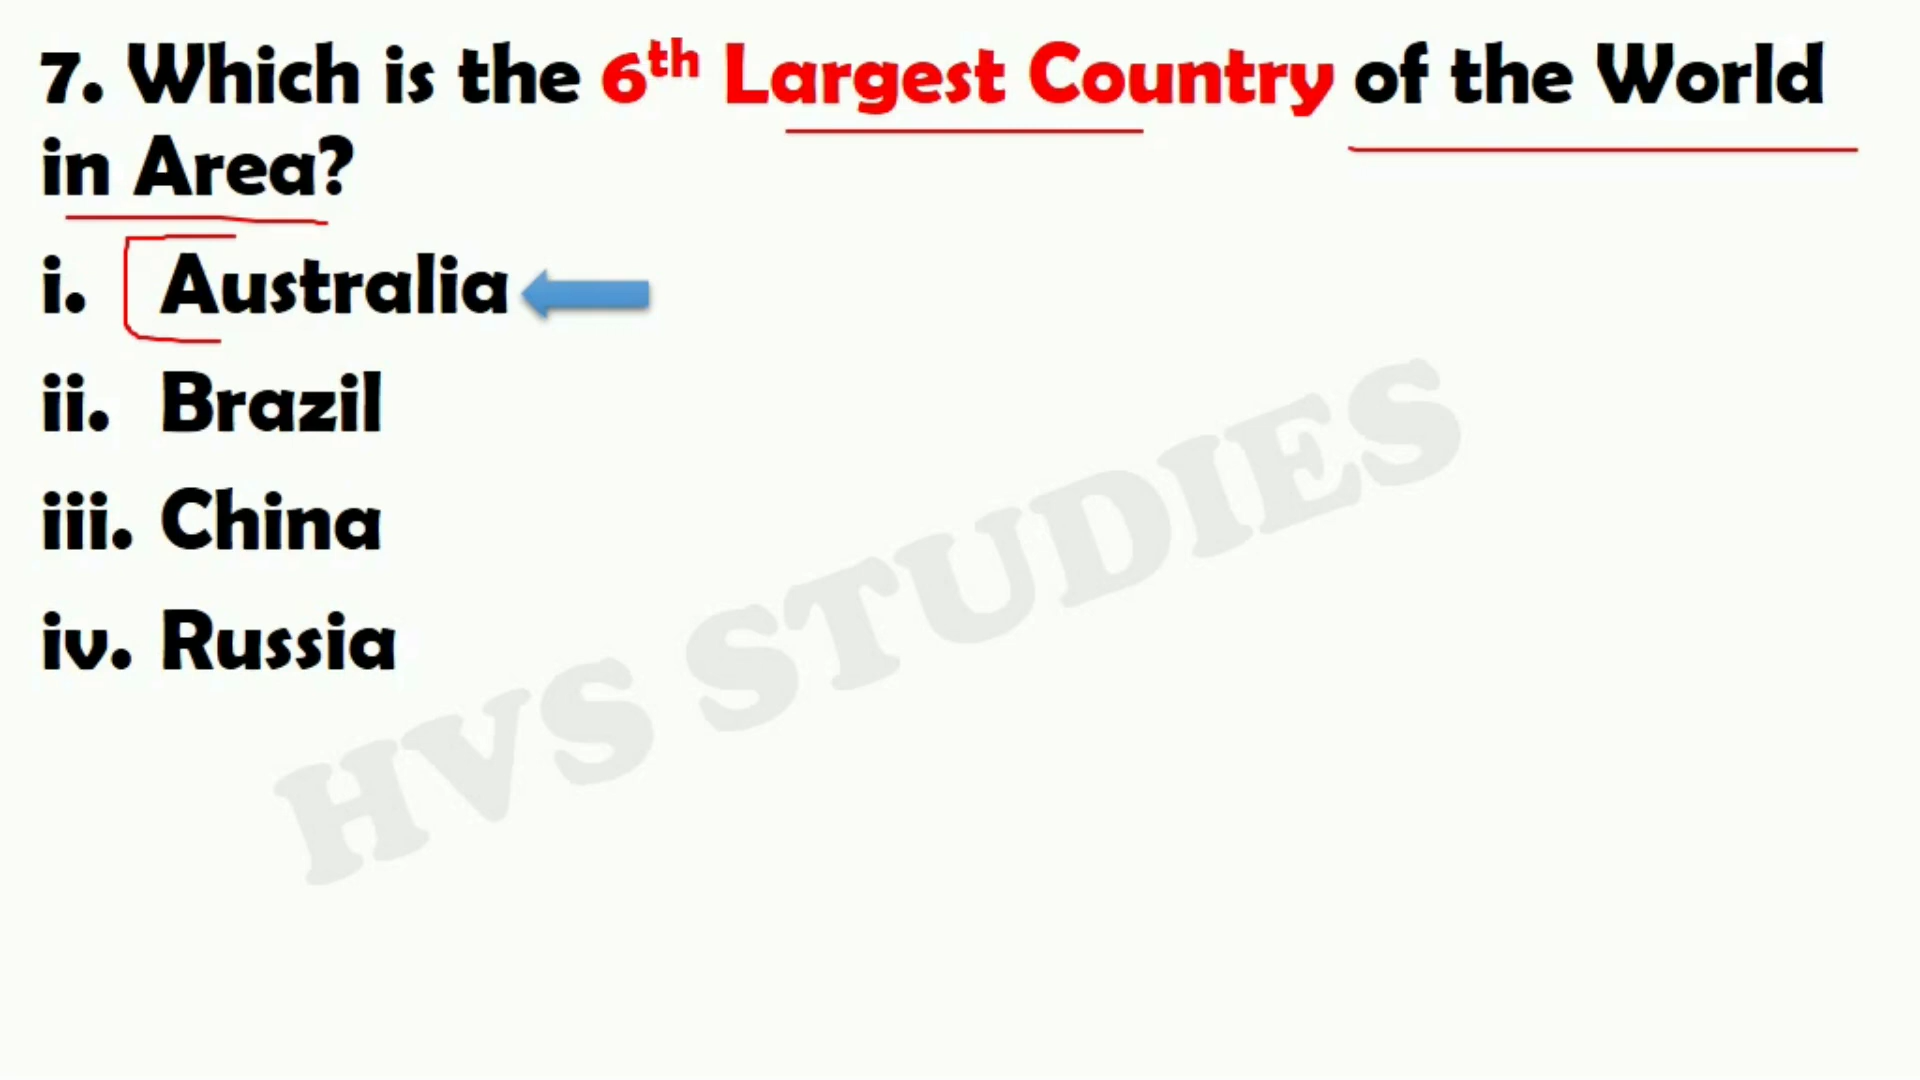 7. Which is the 6th Largest Country of the World
in Area?
i. Australia
ii. Brazil
iii. China
iv. Russia
HVS STUDIES